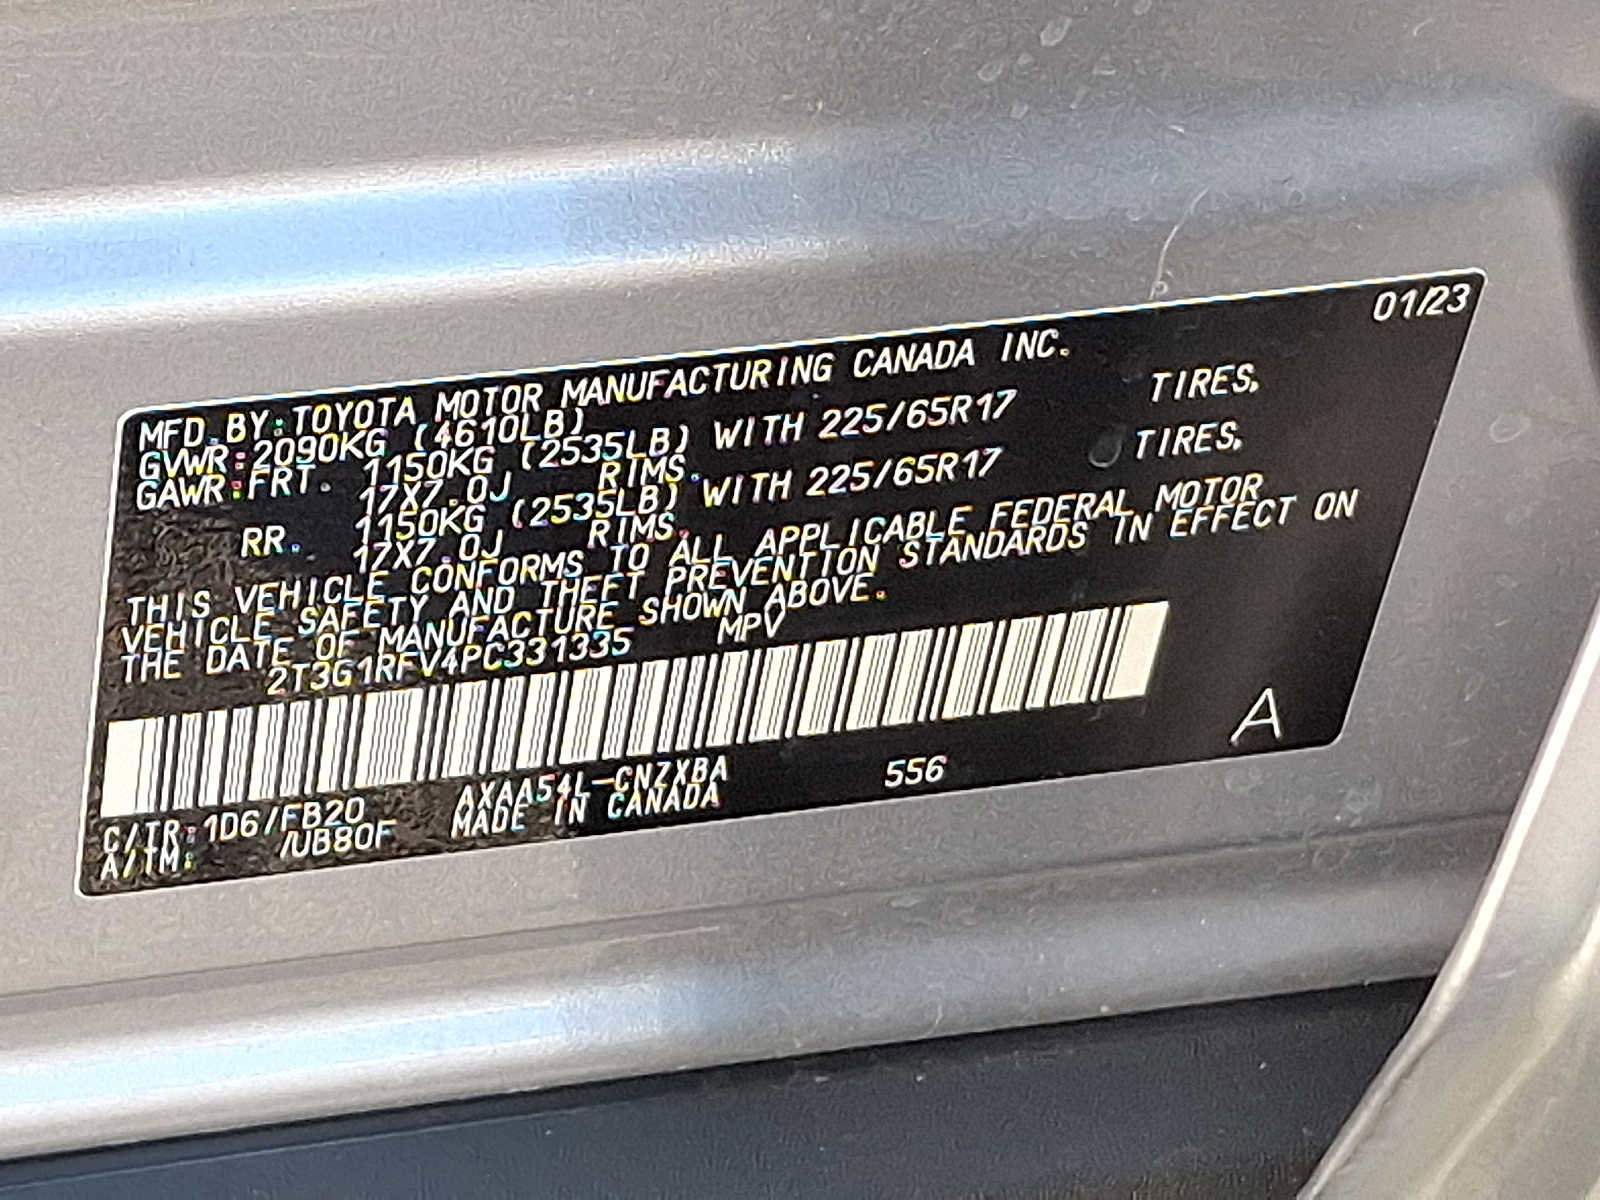 01/23
MFD.BY:TOYOTA MOTOR MANUFACTURING CANADA INC.
GVWR:2090KG (4610LB)
GAWR:FRT. 1150KG (2535LB) WITH 225/65R17 TIRES,
17X7.0J RIMS.
RR. 1150KG (2535LB) WITH 225/65R17 TIRES,
17X7.0J RIMS.
THIS VEHICLE CONFORMS TO ALL APPLICABLE FEDERAL MOTOR
VEHICLE SAFETY AND THEFT PREVENTION STANDARDS IN EFFECT ON
THE DATE OF MANUFACTURE SHOWN ABOVE.
2T3G1RFV4PC331335 MPV
A
C/TR:1D6/FB20 AXAA54L-CNZXBA 556
A/TM: /UB80F MADE IN CANADA